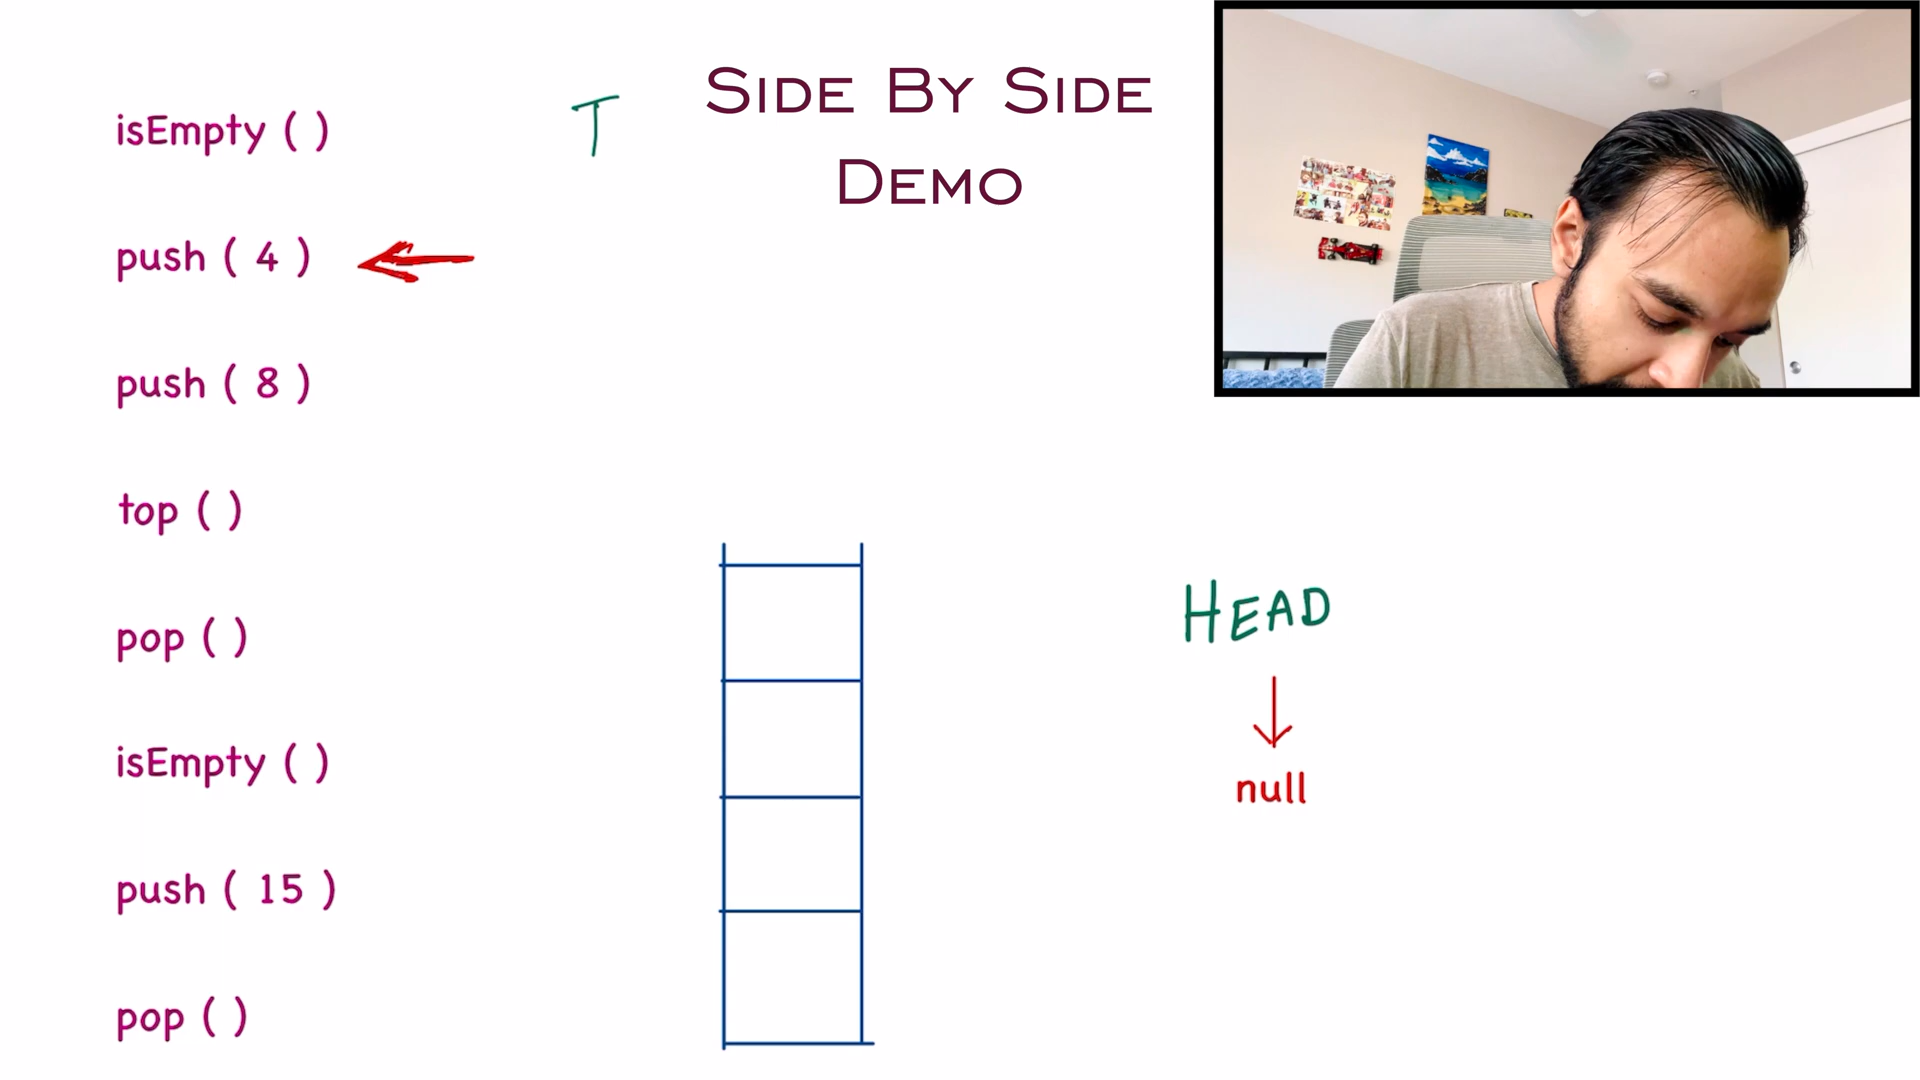 isEmpty ( )
T
SIDE BY SIDE
DEMO
push ( 4 )
push ( 8 )
top ( )
pop ( )
isEmpty ( )
push ( 15 )
pop ( )
HEAD
null